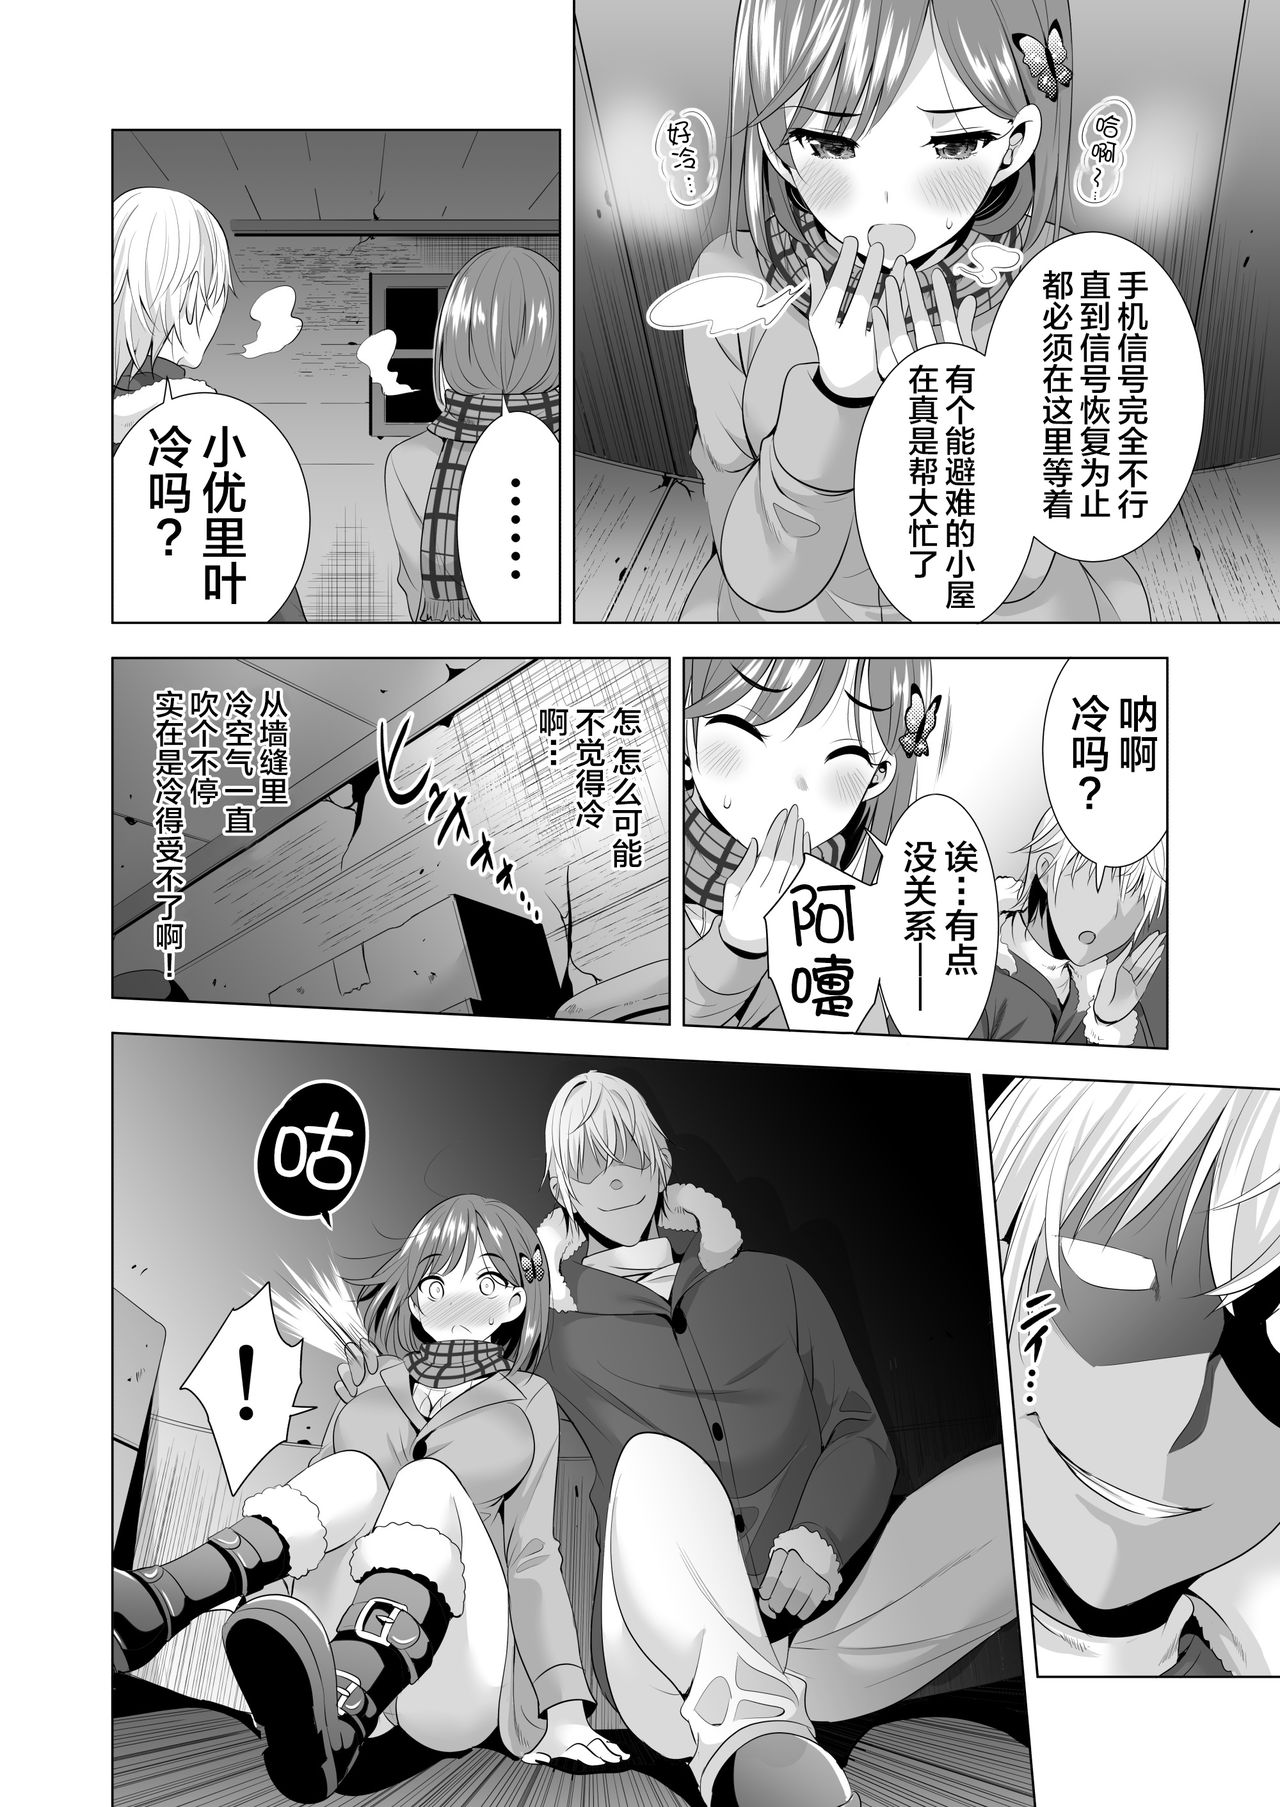 哈啊～…
好冷…
手机信号完全不行
直到信号恢复为止
都必须在这里等着
有个能避难的小屋
在真是帮大忙了
……
小优里叶
冷吗？
呐啊
冷吗？
诶…有点
没关系——
阿嚏
怎 怎么可能
不觉得冷
啊…
ヒュオオオ…
从墙缝里
冷空气一直
吹个不停
实在是冷得受不了啊！
ニィ…
咕
！